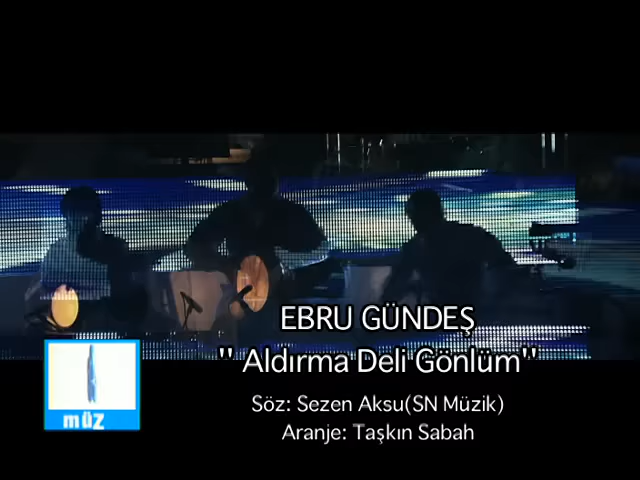 EBRU GÜNDEŞ
" Aldırma Deli Gönlüm"
Söz: Sezen Aksu(SN Müzik)
Aranje: Taşkın Sabah
müz